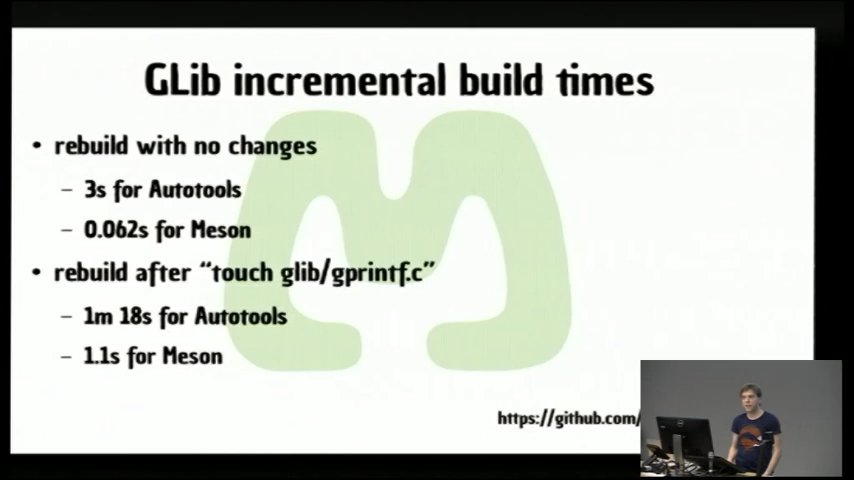 GLib incremental build times
• rebuild with no changes
– 3s for Autotools
– 0.062s for Meson
• rebuild after “touch glib/gprintf.c”
– 1m 18s for Autotools
– 1.1s for Meson
https://github.com/